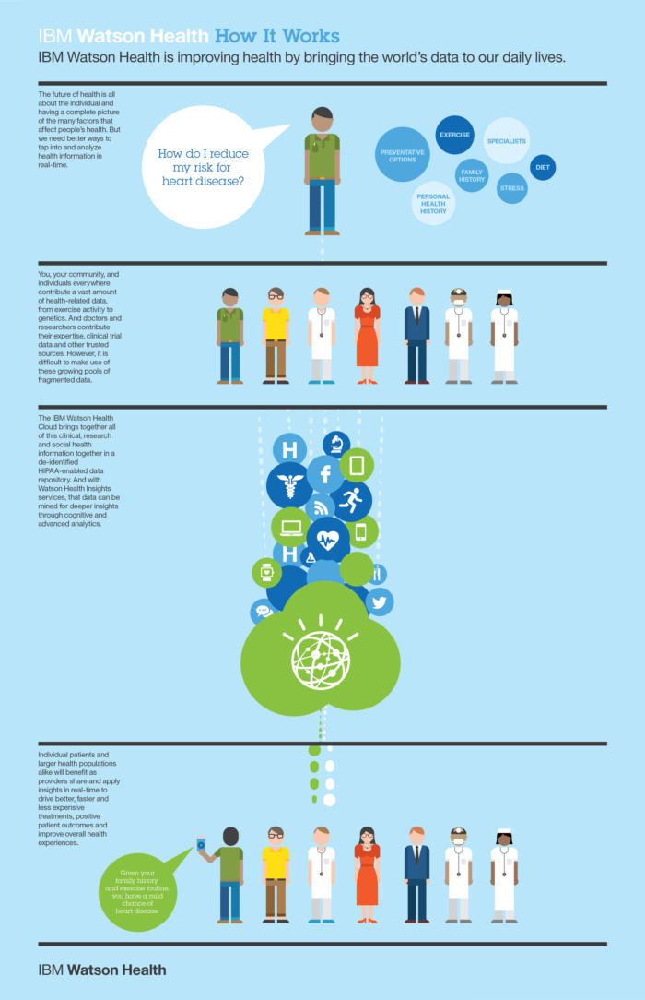 IBM Watson Health How It Works
IBM Watson Health is improving health by bringing the world's data to our daily lives.
The future of health is all
about the individual and
having a complete picture
of the many factors that
affect people's health. But
we need better ways to
tap into and analyze
health information in
real-time.
How do I reduce
my risk for
heart disease?
PREVENTATIVE
OPTIONS
EXERCISE
SPECIALISTS
FAMILY
HISTORY
DIET
STRESS
PERSONAL
HEALTH
HISTORY
You, your community, and
individuals everywhere
contribute a vast amount
of health-related data,
from exercise activity to
genetics. And doctors and
researchers contribute
their expertise, clinical trial
data and other trusted
sources. However, it is
difficult to make use of
these growing pools of
fragmented data.
The IBM Watson Health
Cloud brings together all
of this clinical, research
and social health
information together in a
de-identified
HIPAA-enabled data
repository. And with
Watson Health Insights
services, that data can be
mined for deeper insights
through cognitive and
advanced analytics.
H
f
H
Individual patients and
larger health populations
alike will benefit as
providers share and apply
insights in real-time to
drive better, faster and
less expensive
treatments, positive
patient outcomes and
improve overall health
experiences.
Given your
family history
and exercise routine,
you have a mild
chance of
heart disease
IBM Watson Health